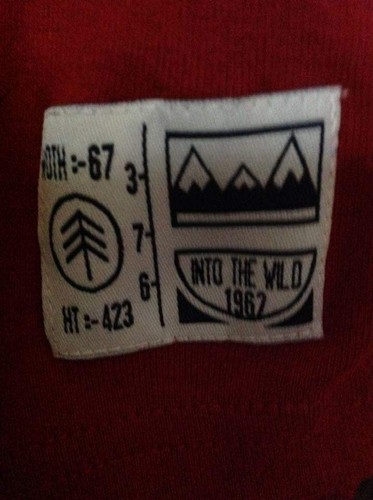 WDTH :-67
3-
7-
6-
HT :- 423
INTO THE WILD
1962